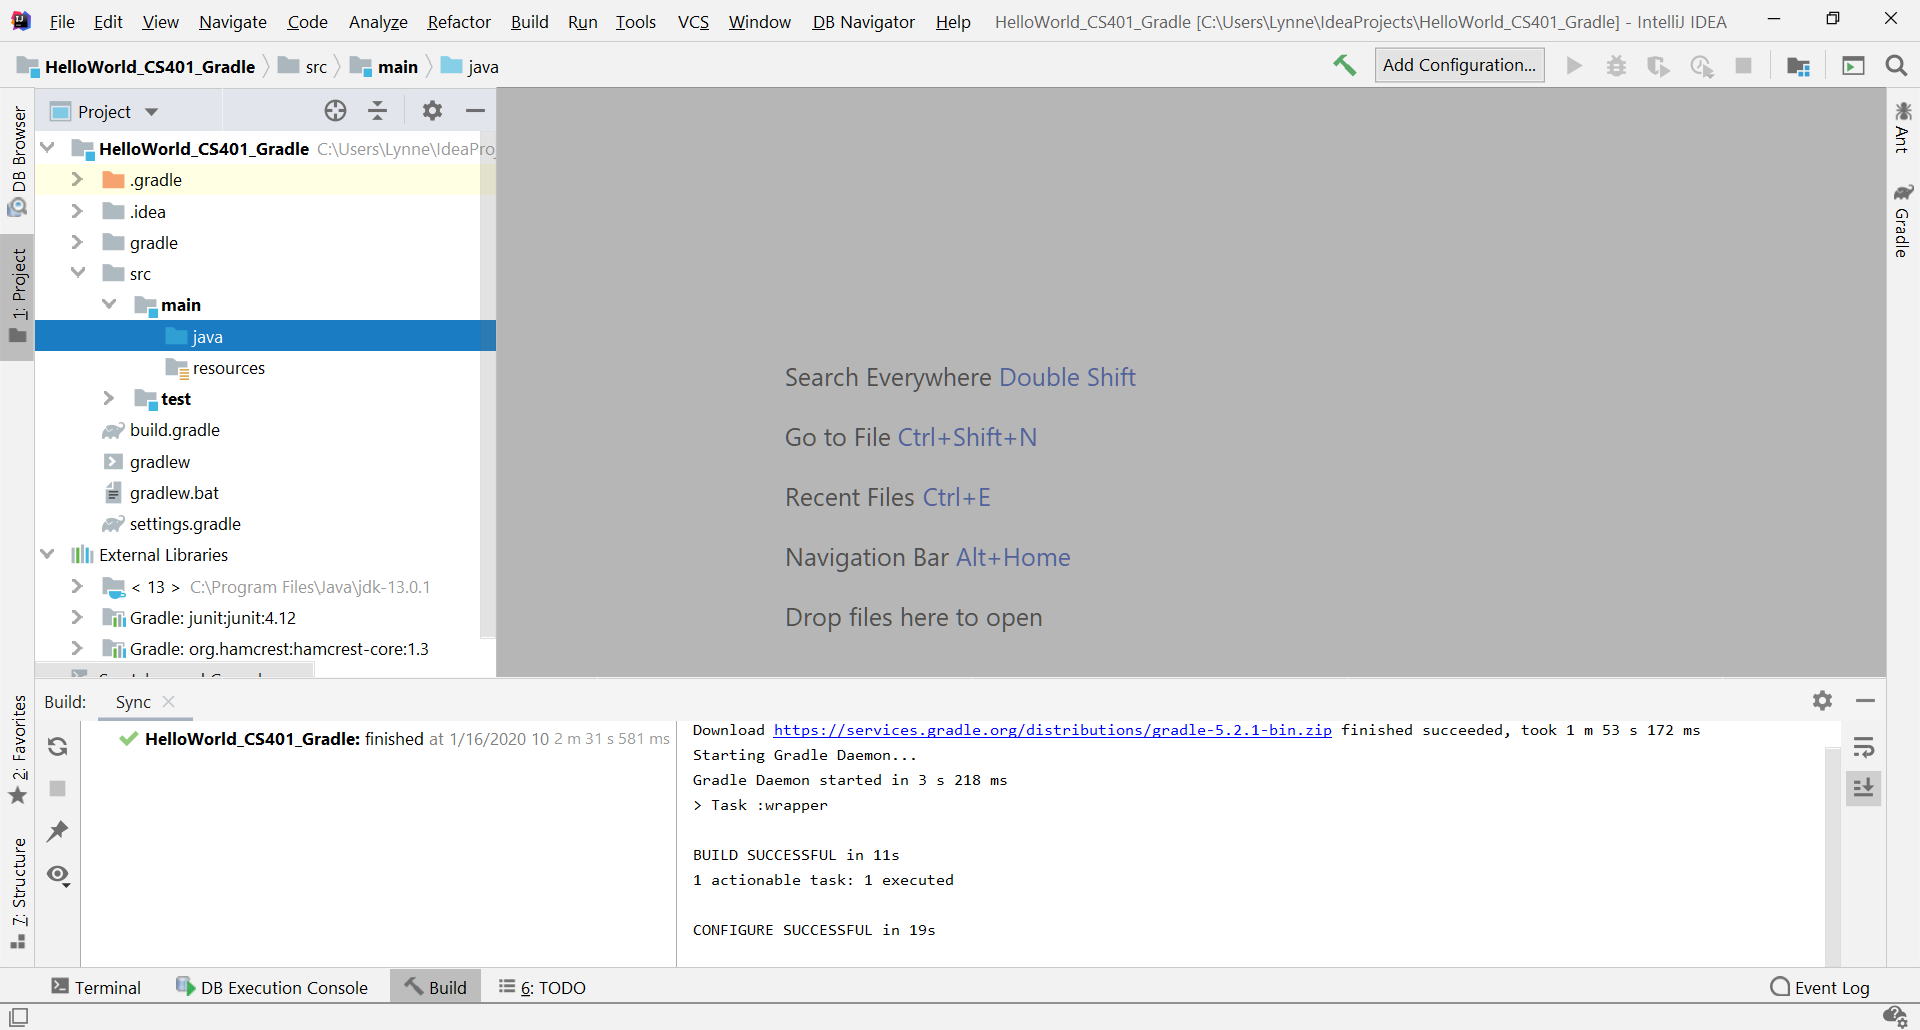 File Edit View Navigate Code Analyze Refactor Build Run Tools VCS Window DB Navigator Help HelloWorld_CS401_Gradle [C:\Users\Lynne\IdeaProjects\HelloWorld_CS401_Gradle] - IntelliJ IDEA
HelloWorld_CS401_Gradle src main java
Add Configuration...
DB Browser
1: Project
2: Favorites
7: Structure
Project
HelloWorld_CS401_Gradle C:\Users\Lynne\IdeaPro
.gradle
.idea
gradle
src
main
java
resources
test
build.gradle
gradlew
gradlew.bat
settings.gradle
External Libraries
< 13 > C:\Program Files\Java\jdk-13.0.1
Gradle: junit:junit:4.12
Gradle: org.hamcrest:hamcrest-core:1.3
Search Everywhere Double Shift
Go to File Ctrl+Shift+N
Recent Files Ctrl+E
Navigation Bar Alt+Home
Drop files here to open
Ant
Gradle
Build: Sync
HelloWorld_CS401_Gradle: finished at 1/16/2020 10 2 m 31 s 581 ms
Download https://services.gradle.org/distributions/gradle-5.2.1-bin.zip finished succeeded, took 1 m 53 s 172 ms
Starting Gradle Daemon...
Gradle Daemon started in 3 s 218 ms
> Task :wrapper
BUILD SUCCESSFUL in 11s
1 actionable task: 1 executed
CONFIGURE SUCCESSFUL in 19s
Terminal DB Execution Console Build 6: TODO Event Log